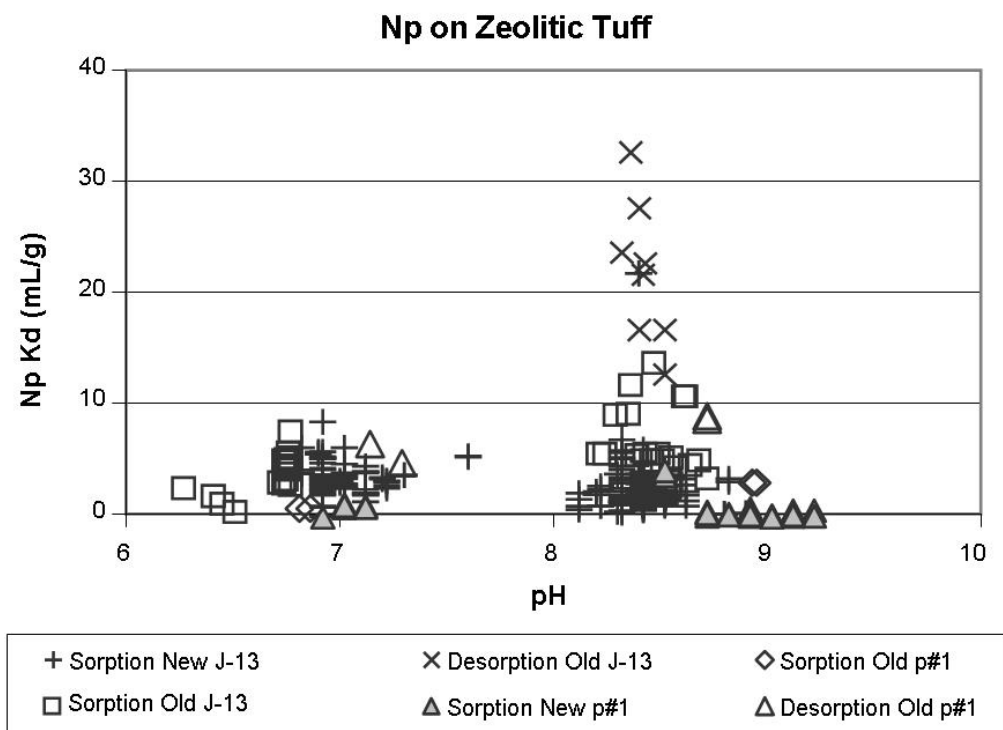 Np on Zeolitic Tuff
40
30
20
10
0
Np Kd (mL/g)
6 7 8 9 10
pH
Sorption New J-13 Desorption Old J-13 Sorption Old p#1
Sorption Old J-13 Sorption New p#1 Desorption Old p#1